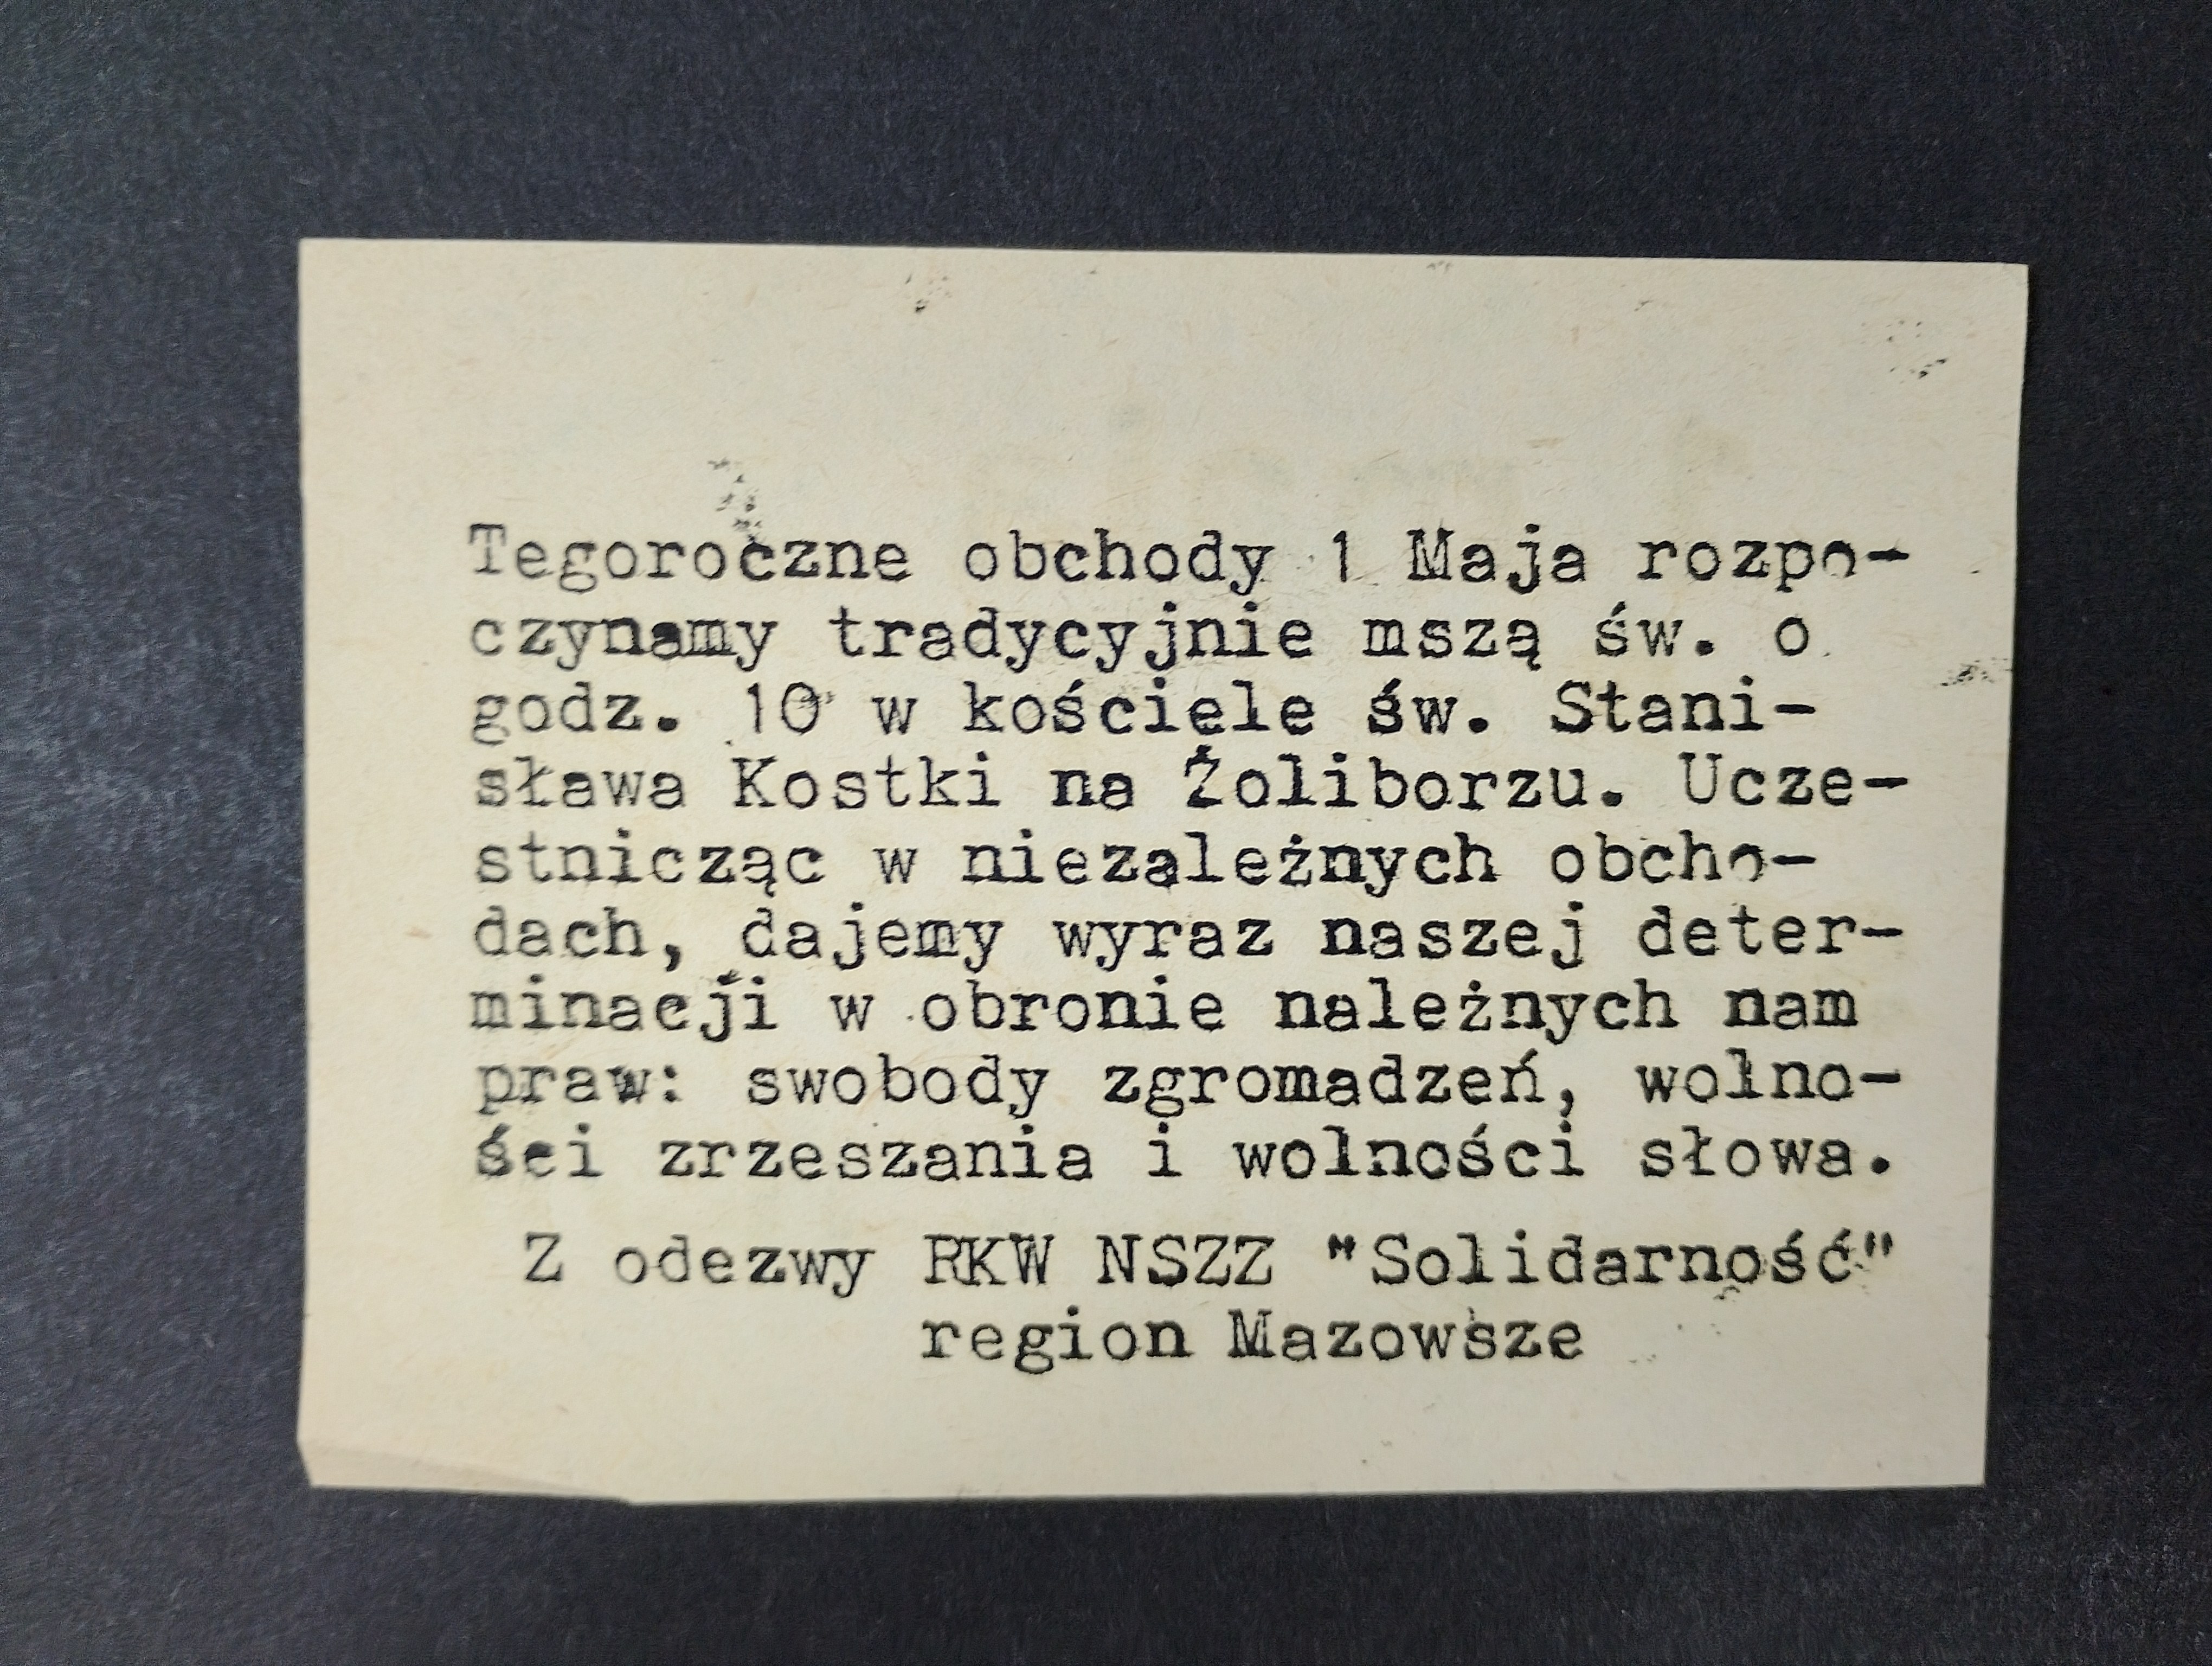 Tegoroczne obchody 1 Maja rozpo-
czynamy tradycyjnie mszą św. o
godz. 10 w kościele św. Stani-
sława Kostki na Żoliborzu. Ucze-
stnicząc w niezależnych obcho-
dach, dajemy wyraz naszej deter-
minacji w obronie należnych nam
praw: swobody zgromadzeń, wolno-
ści zrzeszania i wolności słowa.
Z odezwy RKW NSZZ "Solidarność"
region Mazowsze